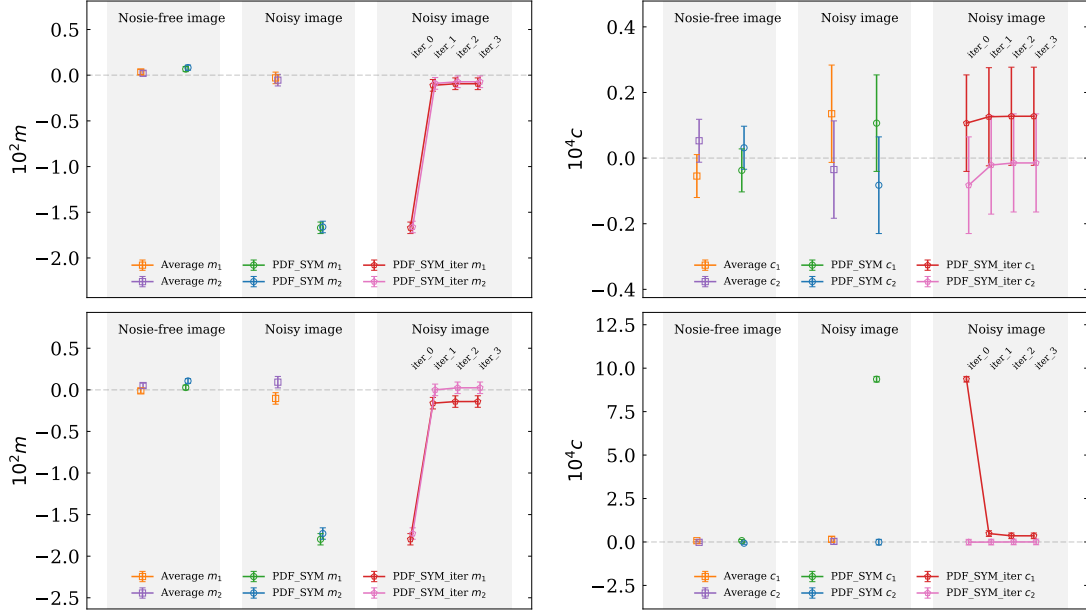 Nosie-free image Noisy image Noisy image
iter_0 iter_1 iter_2 iter_3
0.5
0.0
−0.5
−1.0
−1.5
−2.0
10²m
Average m₁ PDF_SYM m₁ PDF_SYM_iter m₁
Average m₂ PDF_SYM m₂ PDF_SYM_iter m₂
Nosie-free image Noisy image Noisy image
iter_0 iter_1 iter_2 iter_3
0.4
0.2
0.0
−0.2
−0.4
10⁴c
Average c₁ PDF_SYM c₁ PDF_SYM_iter c₁
Average c₂ PDF_SYM c₂ PDF_SYM_iter c₂
Nosie-free image Noisy image Noisy image
iter_0 iter_1 iter_2 iter_3
0.5
0.0
−0.5
−1.0
−1.5
−2.0
−2.5
10²m
Average m₁ PDF_SYM m₁ PDF_SYM_iter m₁
Average m₂ PDF_SYM m₂ PDF_SYM_iter m₂
Nosie-free image Noisy image Noisy image
iter_0 iter_1 iter_2 iter_3
12.5
10.0
7.5
5.0
2.5
0.0
−2.5
10⁴c
Average c₁ PDF_SYM c₁ PDF_SYM_iter c₁
Average c₂ PDF_SYM c₂ PDF_SYM_iter c₂